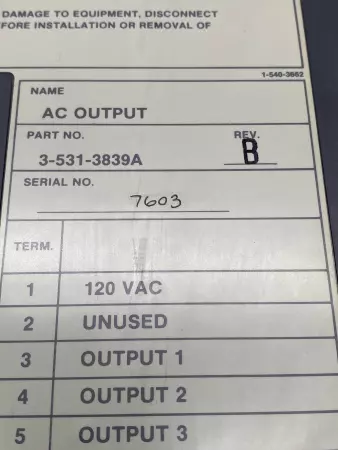 DAMAGE TO EQUIPMENT, DISCONNECT
FORE INSTALLATION OR REMOVAL OF
1-540-3662
NAME
AC OUTPUT
PART NO.
REV.
3-531-3839A
B
SERIAL NO.
7603
TERM.
1 120 VAC
2 UNUSED
3 OUTPUT 1
4 OUTPUT 2
5 OUTPUT 3